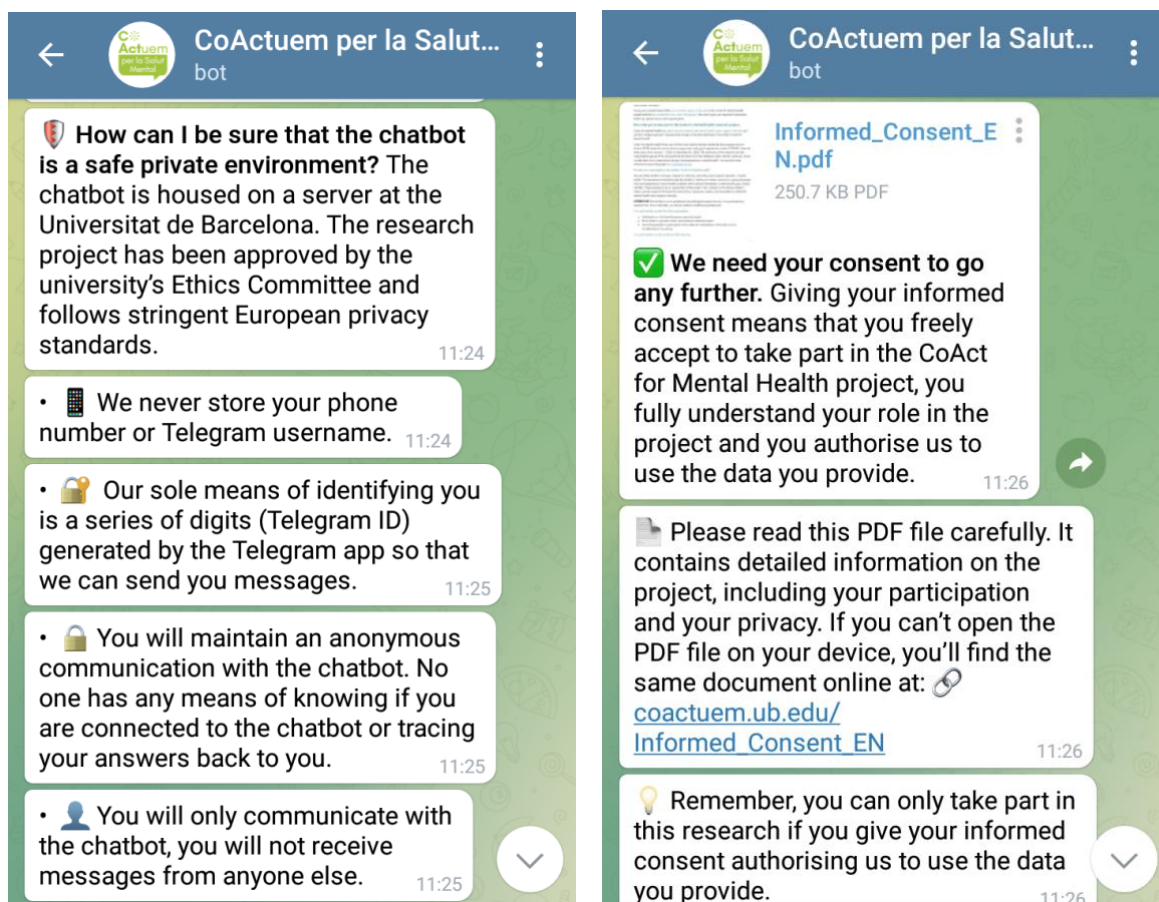 CoActuem per la Salut...
bot
C
Actuem
per la Salut
Mental
How can I be sure that the chatbot
is a safe private environment? The
chatbot is housed on a server at the
Universitat de Barcelona. The research
project has been approved by the
university's Ethics Committee and
follows stringent European privacy
standards.
11:24
• We never store your phone
number or Telegram username.
11:24
• Our sole means of identifying you
is a series of digits (Telegram ID)
generated by the Telegram app so that
we can send you messages.
11:25
• You will maintain an anonymous
communication with the chatbot. No
one has any means of knowing if you
are connected to the chatbot or tracing
your answers back to you.
11:25
• You will only communicate with
the chatbot, you will not receive
messages from anyone else.
11:25
CoActuem per la Salut...
bot
C
Actuem
per la Salut
Mental
Informed_Consent_E
N.pdf
250.7 KB PDF
We need your consent to go
any further. Giving your informed
consent means that you freely
accept to take part in the CoAct
for Mental Health project, you
fully understand your role in the
project and you authorise us to
use the data you provide.
11:26
Please read this PDF file carefully. It
contains detailed information on the
project, including your participation
and your privacy. If you can't open the
PDF file on your device, you'll find the
same document online at:
coactuem.ub.edu/
Informed_Consent_EN
11:26
Remember, you can only take part in
this research if you give your informed
consent authorising us to use the data
you provide.
11:26